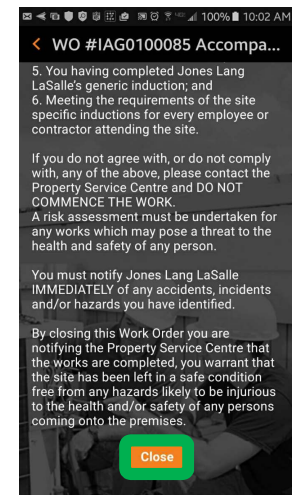 100% 10:02 AM
< WO #IAG0100085 Accompa...
5. You having completed Jones Lang
LaSalle's generic induction; and
6. Meeting the requirements of the site
specific inductions for every employee or
contractor attending the site.
If you do not agree with, or do not comply
with, any of the above, please contact the
Property Service Centre and DO NOT
COMMENCE THE WORK.
A risk assessment must be undertaken for
any works which may pose a threat to the
health and safety of any person.
You must notify Jones Lang LaSalle
IMMEDIATELY of any accidents, incidents
and/or hazards you have identified.
By closing this Work Order you are
notifying the Property Service Centre that
the works are completed, you warrant that
the site has been left in a safe condition
free from any hazards likely to be injurious
to the health and/or safety of any persons
coming onto the premises.
Close